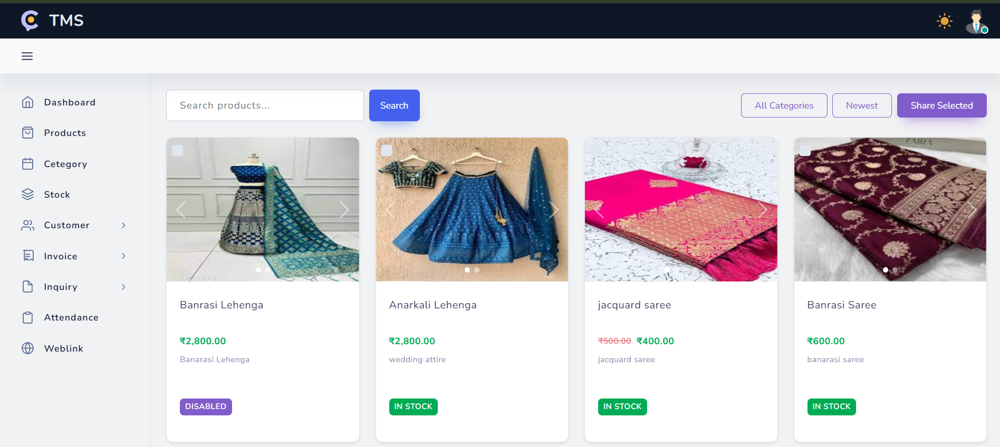 TMS
Dashboard
Products
Cetegory
Stock
Customer
Invoice
Inquiry
Attendance
Weblink
Search products...
Search
All Categories
Newest
Share Selected
Banrasi Lehenga
₹2,800.00
Banarasi Lehenga
DISABLED
Anarkali Lehenga
₹2,800.00
wedding attire
IN STOCK
jacquard saree
₹500.00 ₹400.00
jacquard saree
IN STOCK
ZAIRA
Banrasi Saree
₹600.00
banarasi saree
IN STOCK